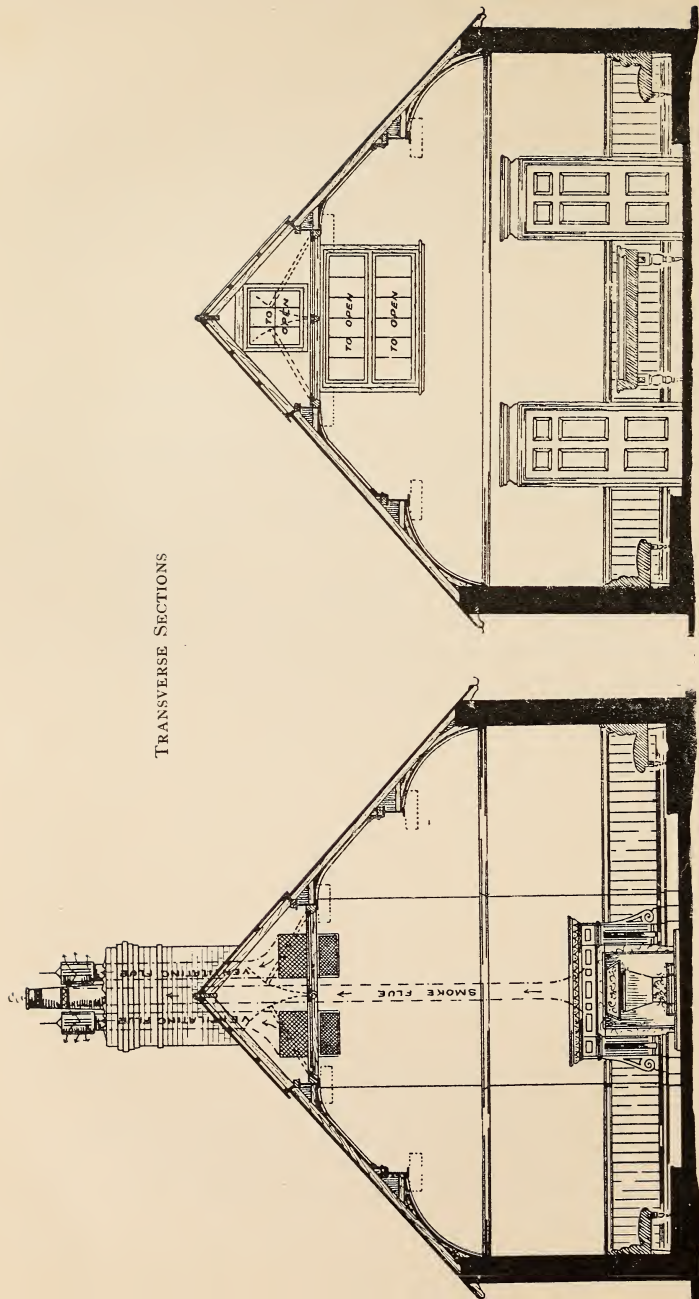 TRANSVERSE SECTIONS
VENTILATING FLUE
VENTILATING FLUE
SMOKE FLUE
TO
OPEN
TO OPEN
TO OPEN